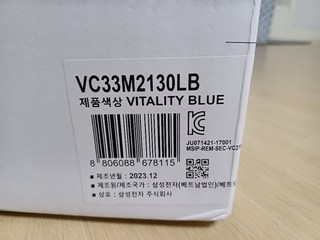 VC33M2130LB
제품색상 VITALITY BLUE
JU071421-17001
MSIP-REM-SEC-VC21
8 806088 678115
제조년월 : 2023.12
제조원/제조국가 : 삼성전자(베트남법인)/베트
상호 : 삼성전자 주식회사